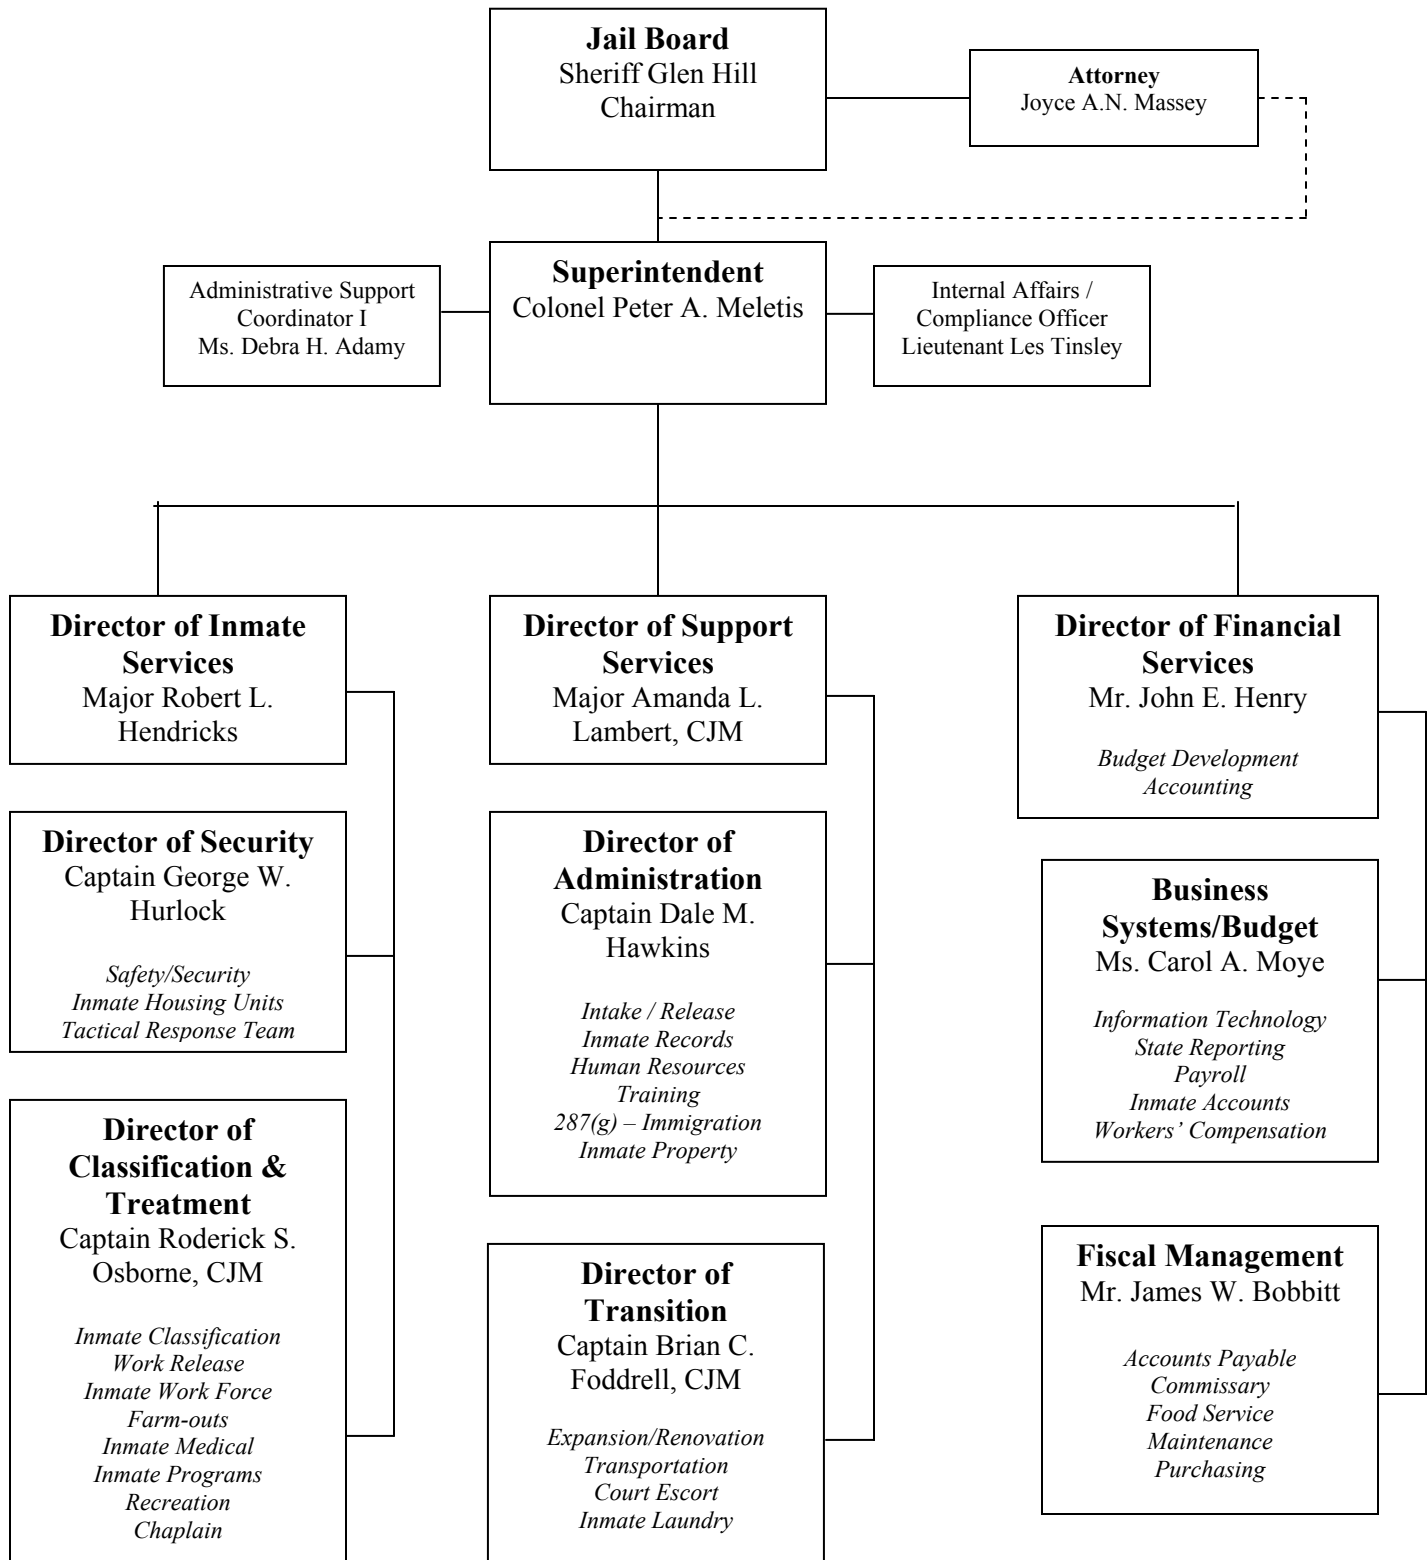 Jail Board
Sheriff Glen Hill
Chairman
Attorney
Joyce A.N. Massey
Superintendent
Colonel Peter A. Meletis
Administrative Support
Coordinator I
Ms. Debra H. Adamy
Internal Affairs /
Compliance Officer
Lieutenant Les Tinsley
Director of Inmate
Services
Major Robert L.
Hendricks
Director of Security
Captain George W.
Hurlock
Safety/Security
Inmate Housing Units
Tactical Response Team
Director of
Classification &
Treatment
Captain Roderick S.
Osborne, CJM
Inmate Classification
Work Release
Inmate Work Force
Farm-outs
Inmate Medical
Inmate Programs
Recreation
Chaplain
Director of Support
Services
Major Amanda L.
Lambert, CJM
Director of
Administration
Captain Dale M.
Hawkins
Intake / Release
Inmate Records
Human Resources
Training
287(g) – Immigration
Inmate Property
Director of
Transition
Captain Brian C.
Foddrell, CJM
Expansion/Renovation
Transportation
Court Escort
Inmate Laundry
Director of Financial
Services
Mr. John E. Henry
Budget Development
Accounting
Business
Systems/Budget
Ms. Carol A. Moye
Information Technology
State Reporting
Payroll
Inmate Accounts
Workers’ Compensation
Fiscal Management
Mr. James W. Bobbitt
Accounts Payable
Commissary
Food Service
Maintenance
Purchasing